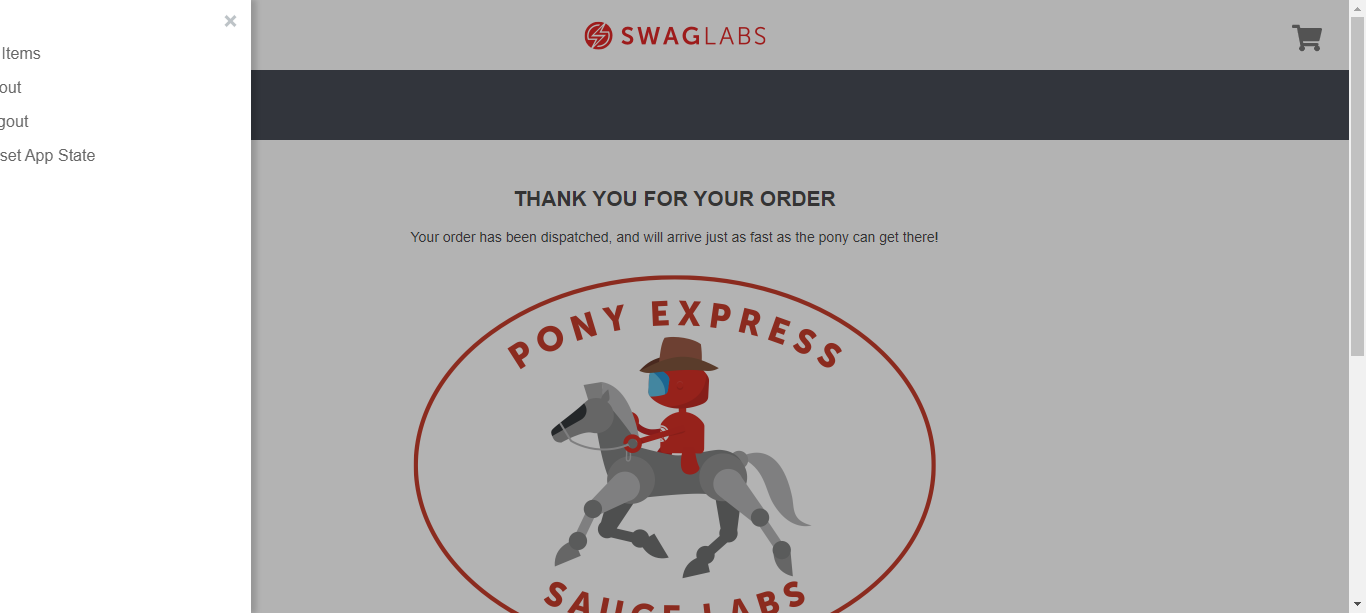 ×
Items
out
gout
set App State
SWAGLABS
THANK YOU FOR YOUR ORDER
Your order has been dispatched, and will arrive just as fast as the pony can get there!
PONY EXPRESS
SAUCE LABS